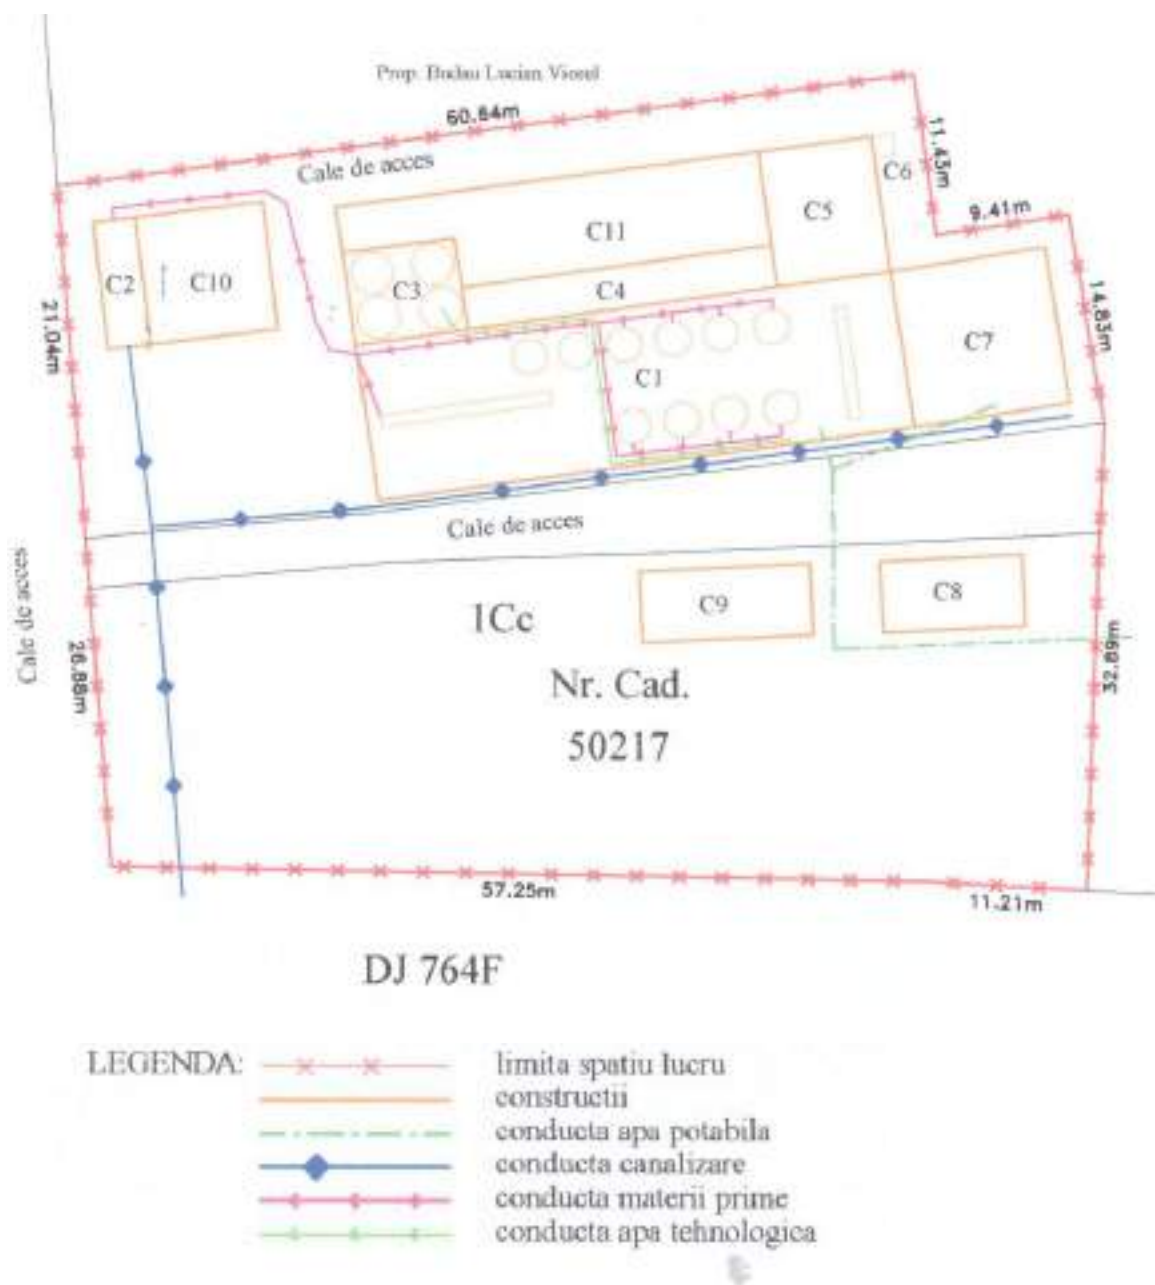 Prop. Budau Lucian Viorel
60.84m
Cale de acces
11.43m
C6
9.41m
C5
C11
C2
C10
C3
C4
21.04m
14.83m
C7
C1
Cale de acces
Cale de acces
1Cc
C9
C8
26.88m
32.89m
Nr. Cad.
50217
57.25m
11.21m
DJ 764F
LEGENDA:
limita spatiu lucru
constructii
conducta apa potabila
conducta canalizare
conducta materii prime
conducta apa tehnologica